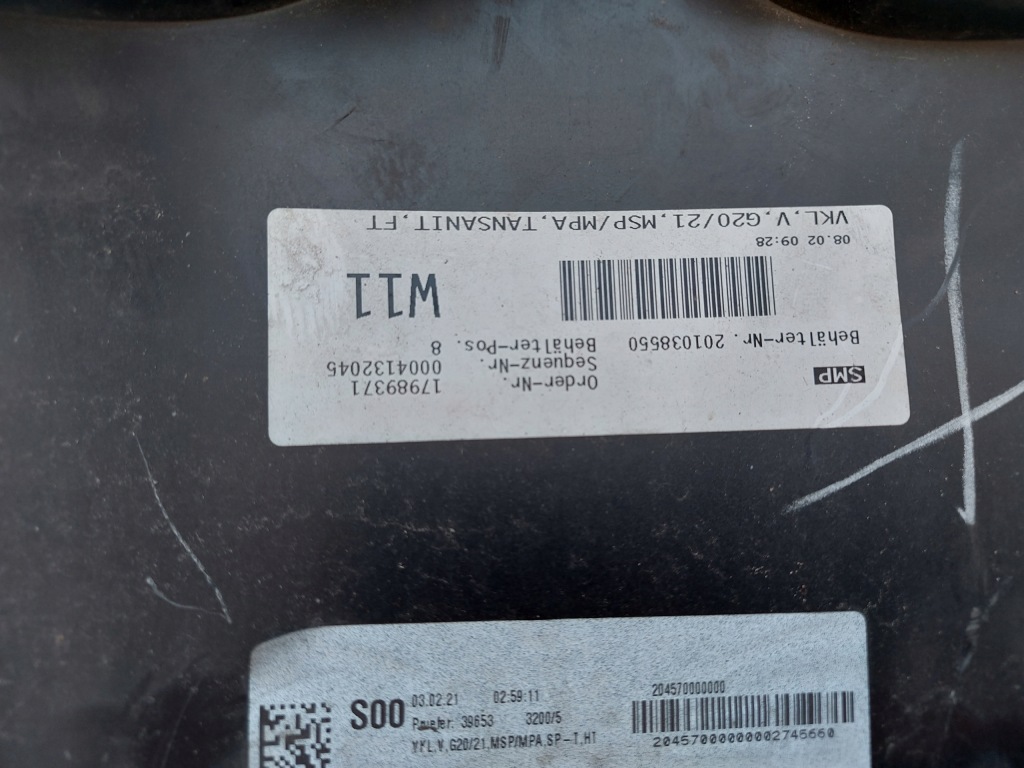 SMP
Order-Nr. 17989371
Sequenz-Nr. 0004132045
Behälter-Nr. 201038550 Behälter-Pos. 8
W11
08.02 09:28
VKL,V,G20/21,MSP/MPA,TANSANIT,FT
S00 03.02.21 02:59:11
39653 3200/5
VKL,V,G20/21,MSP/MPA,SP-T,HT
204570000000
20457000000002745660